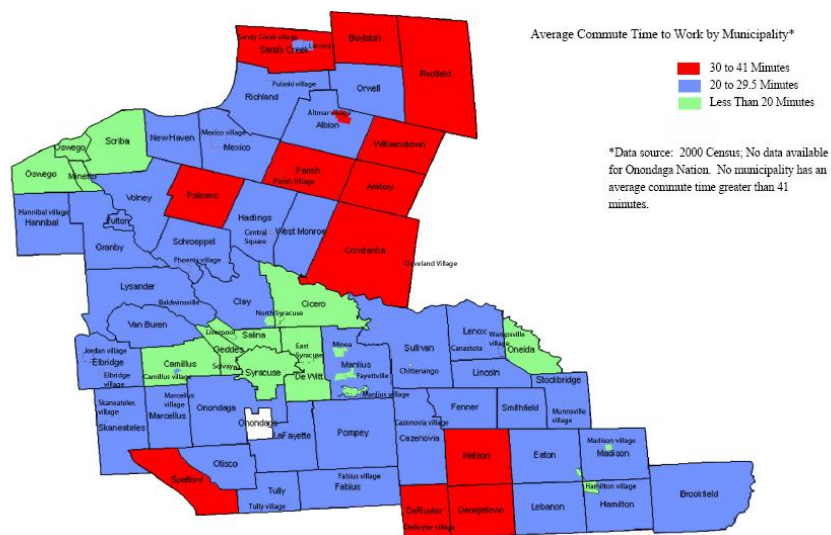 Average Commute Time to Work by Municipality*
30 to 41 Minutes
20 to 29.5 Minutes
Less Than 20 Minutes
*Data source: 2000 Census; No data available
for Onondaga Nation. No municipality has an
average commute time greater than 41
minutes.
Boylston
Sandy Creek village
Lacona
Sandy Creek
Redfield
Pulaski village
Orwell
Richland
Altmar village
Albion
Scriba
New Haven
Mexico village
Mexico
Williamstown
Oswego
Oswego
Minetto
Parish
Parish Village
Amboy
Palermo
Volney
Hannibal village
Hannibal
Fulton
Hastings
Central
Square
West Monroe
Granby
Schroeppel
Constantia
Phoenix village
Cleveland Village
Lysander
Baldwinsville
Clay
Cicero
North Syracuse
Van Buren
Liverpool
Salina
Lenox
Wampsville
village
Oneida
Jordan village
Elbridge
Elbridge
village
Camillus
Camillus village
Geddes
Solvay
East
Syracuse
Minoa
Manlius
Fayettville
Sullivan
Canastota
Chittenango
Lincoln
Syracuse
De Witt
Manlius village
Stockbridge
Skaneateles
village
Marcellus
village
Marcellus
Onondaga
Skaneateles
Onondaga
LaFayette
Pompey
Cazenovia village
Cazenovia
Fenner
Smithfield
Munnsville
village
Otisco
Spafford
Nelson
Eaton
Madison village
Madison
Tully
Tully village
Fabius village
Fabius
DeRuyter
DeRuyter village
Georgetown
Lebanon
Hamilton village
Hamilton
Brookfield